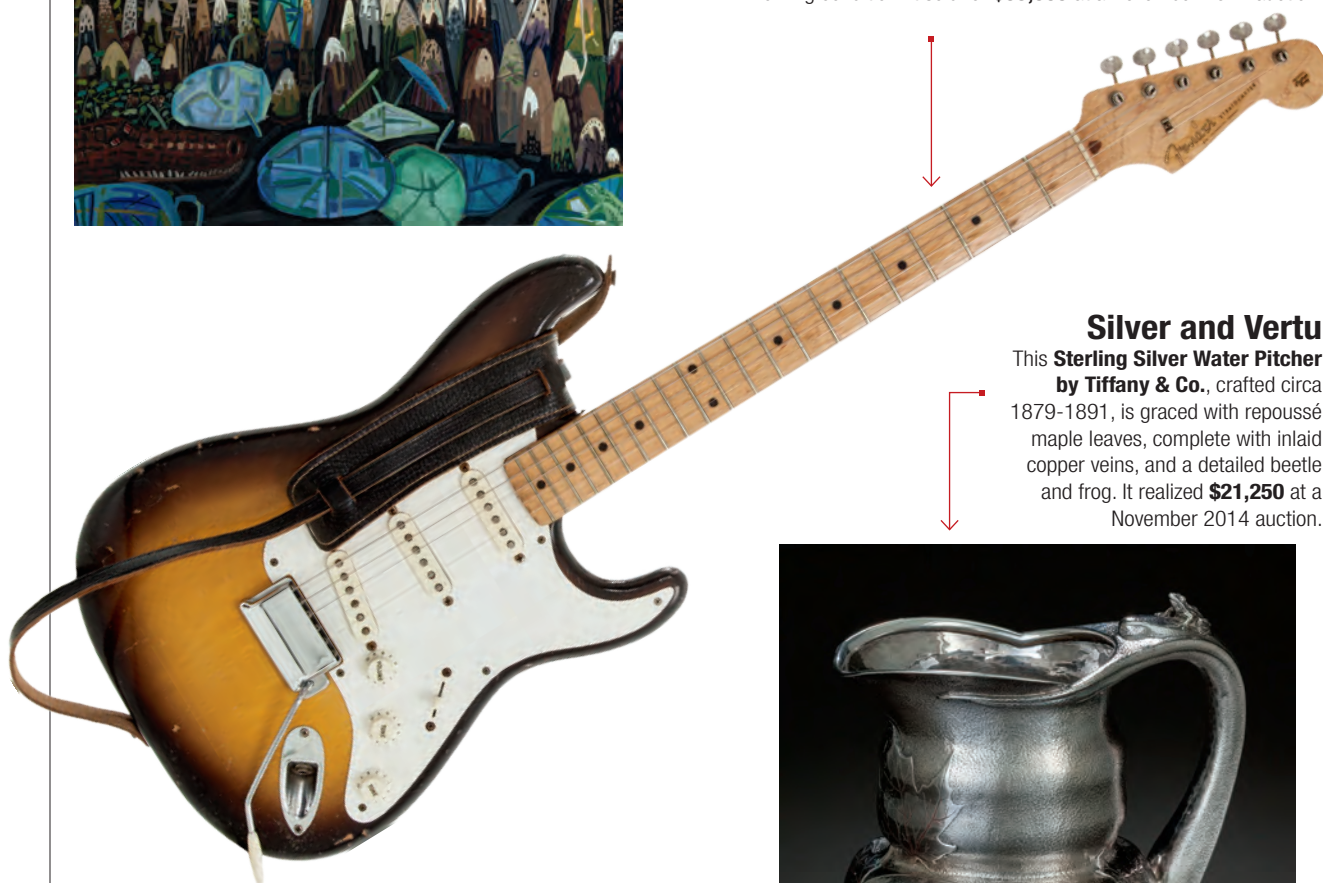 Fender
STRATOCASTER
Silver and Vertu
This Sterling Silver Water Pitcher
by Tiffany & Co., crafted circa
1879-1891, is graced with repoussé
maple leaves, complete with inlaid
copper veins, and a detailed beetle
and frog. It realized $21,250 at a
November 2014 auction.